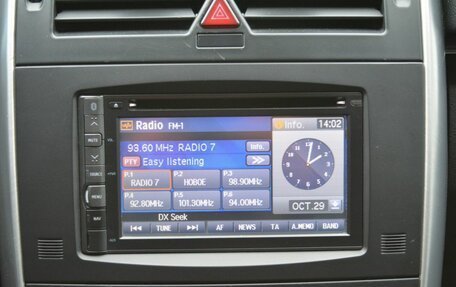 Radio FM-1 Info. 14:02
93.60 MHz RADIO 7 Info.
PTY Easy listening
P.1 P.2 P.3
RADIO 7 НОВОЕ 98.90MHz
P.4 P.5 P.6
92.80MHz 101.30MHz 94.00MHz
OCT.29
DX Seek
TUNE AF NEWS TA A.MEMO BAND
MUTE VOL
SOURCE
MENU
NAV